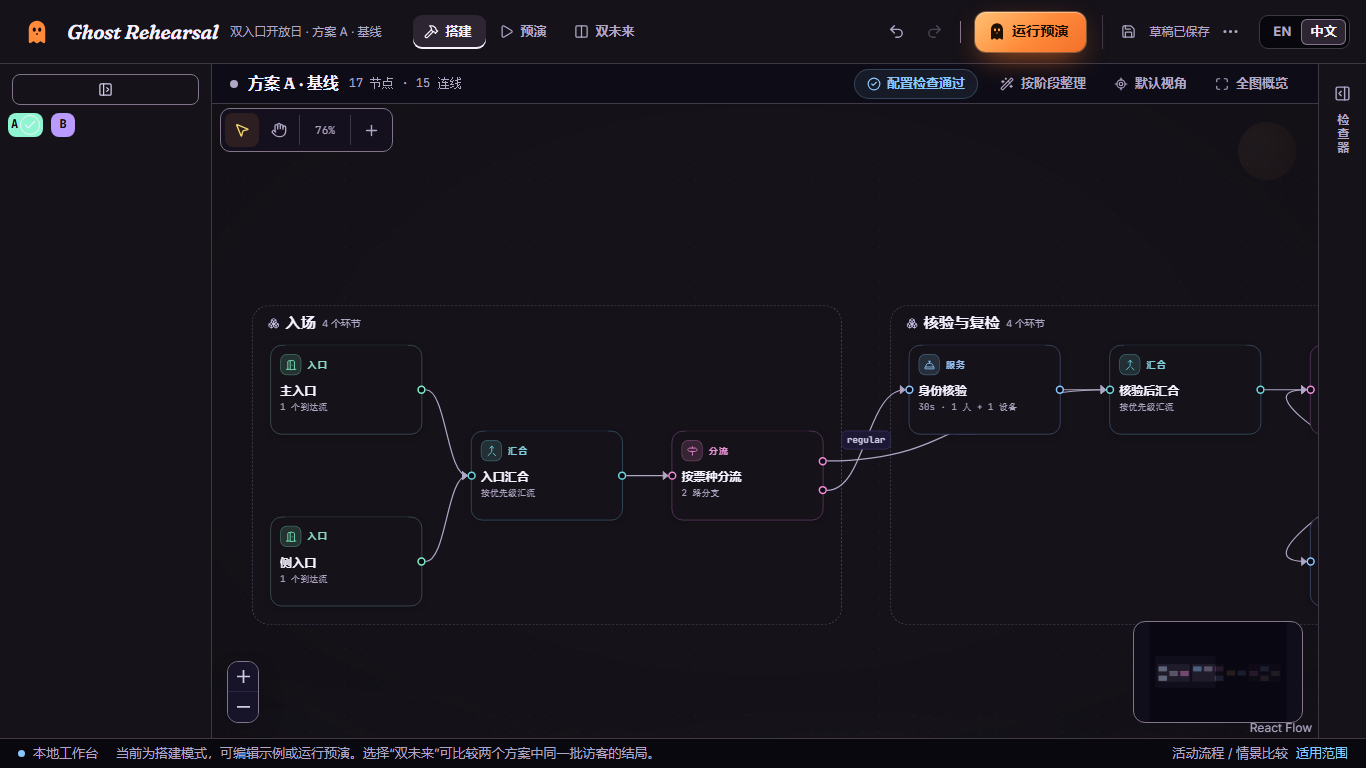 Ghost Rehearsal 双入口开放日 · 方案 A · 基线 搭建 预演 双未来 运行预演 草稿已保存 EN 中文
方案 A · 基线 17 节点 · 15 连线 配置检查通过 按阶段整理 默认视角 全图概览
检查器
A B
76%
入场 4 个环节
核验与复检 4 个环节
入口
主入口
1 个到达流
服务
身份核验
30s · 1 人 + 1 设备
汇合
核验后汇合
按优先级汇流
regular
汇合
入口汇合
按优先级汇流
分流
按票种分流
2 路分支
入口
侧入口
1 个到达流
React Flow
本地工作台 当前为搭建模式，可编辑示例或运行预演。选择“双未来”可比较两个方案中同一批访客的结局。 活动流程 / 情景比较 适用范围